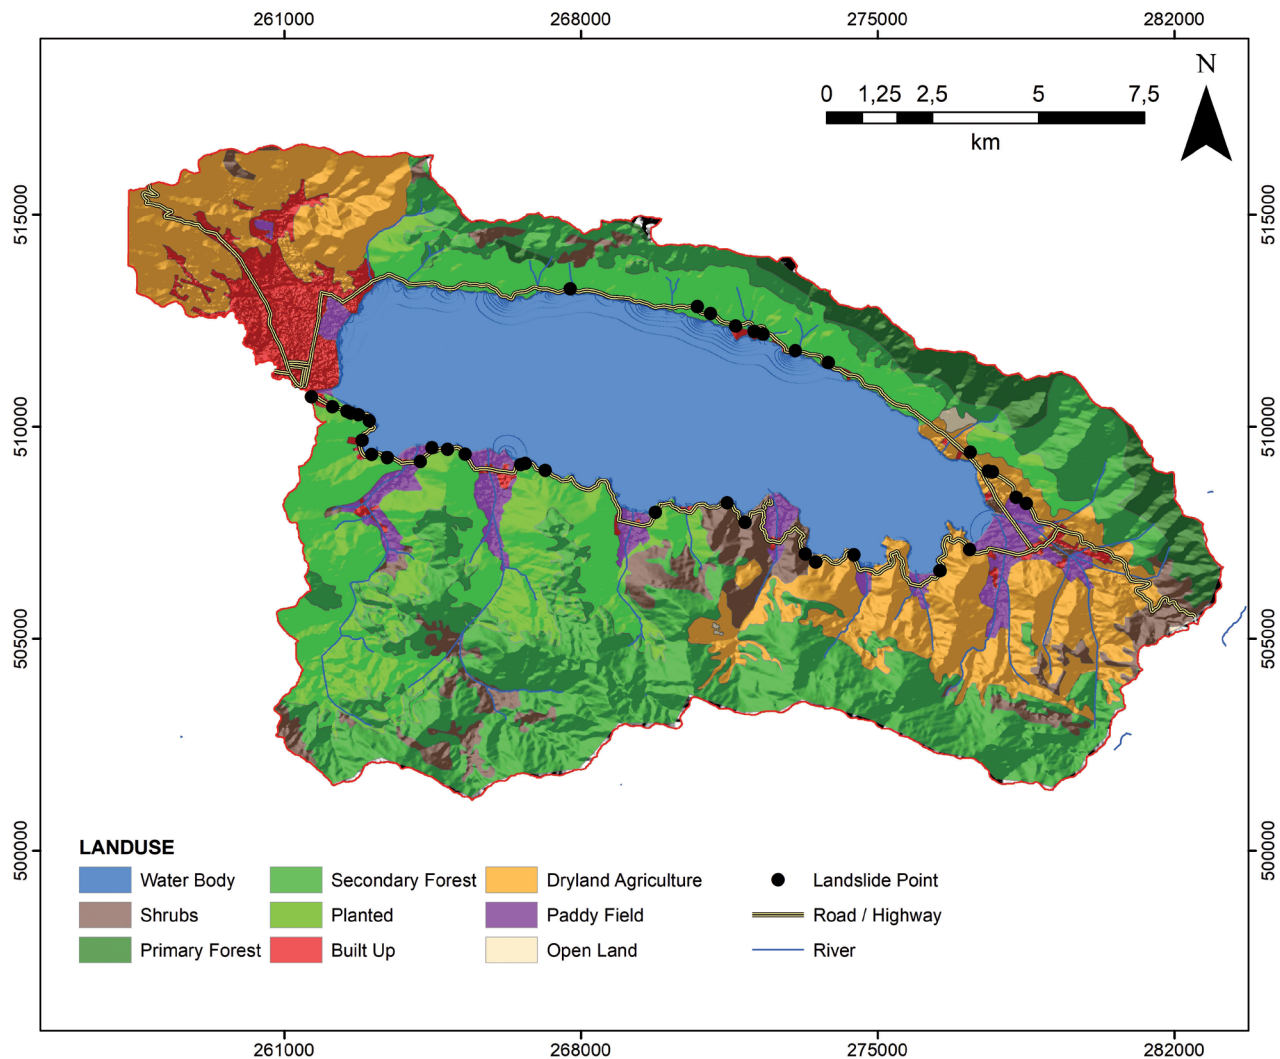 261000 268000 275000 282000
N
0 1,25 2,5 5 7,5
km
515000 515000
510000 510000
505000 505000
500000 500000
LANDUSE
Water Body Secondary Forest Dryland Agriculture Landslide Point
Shrubs Planted Paddy Field Road / Highway
Primary Forest Built Up Open Land River
261000 268000 275000 282000